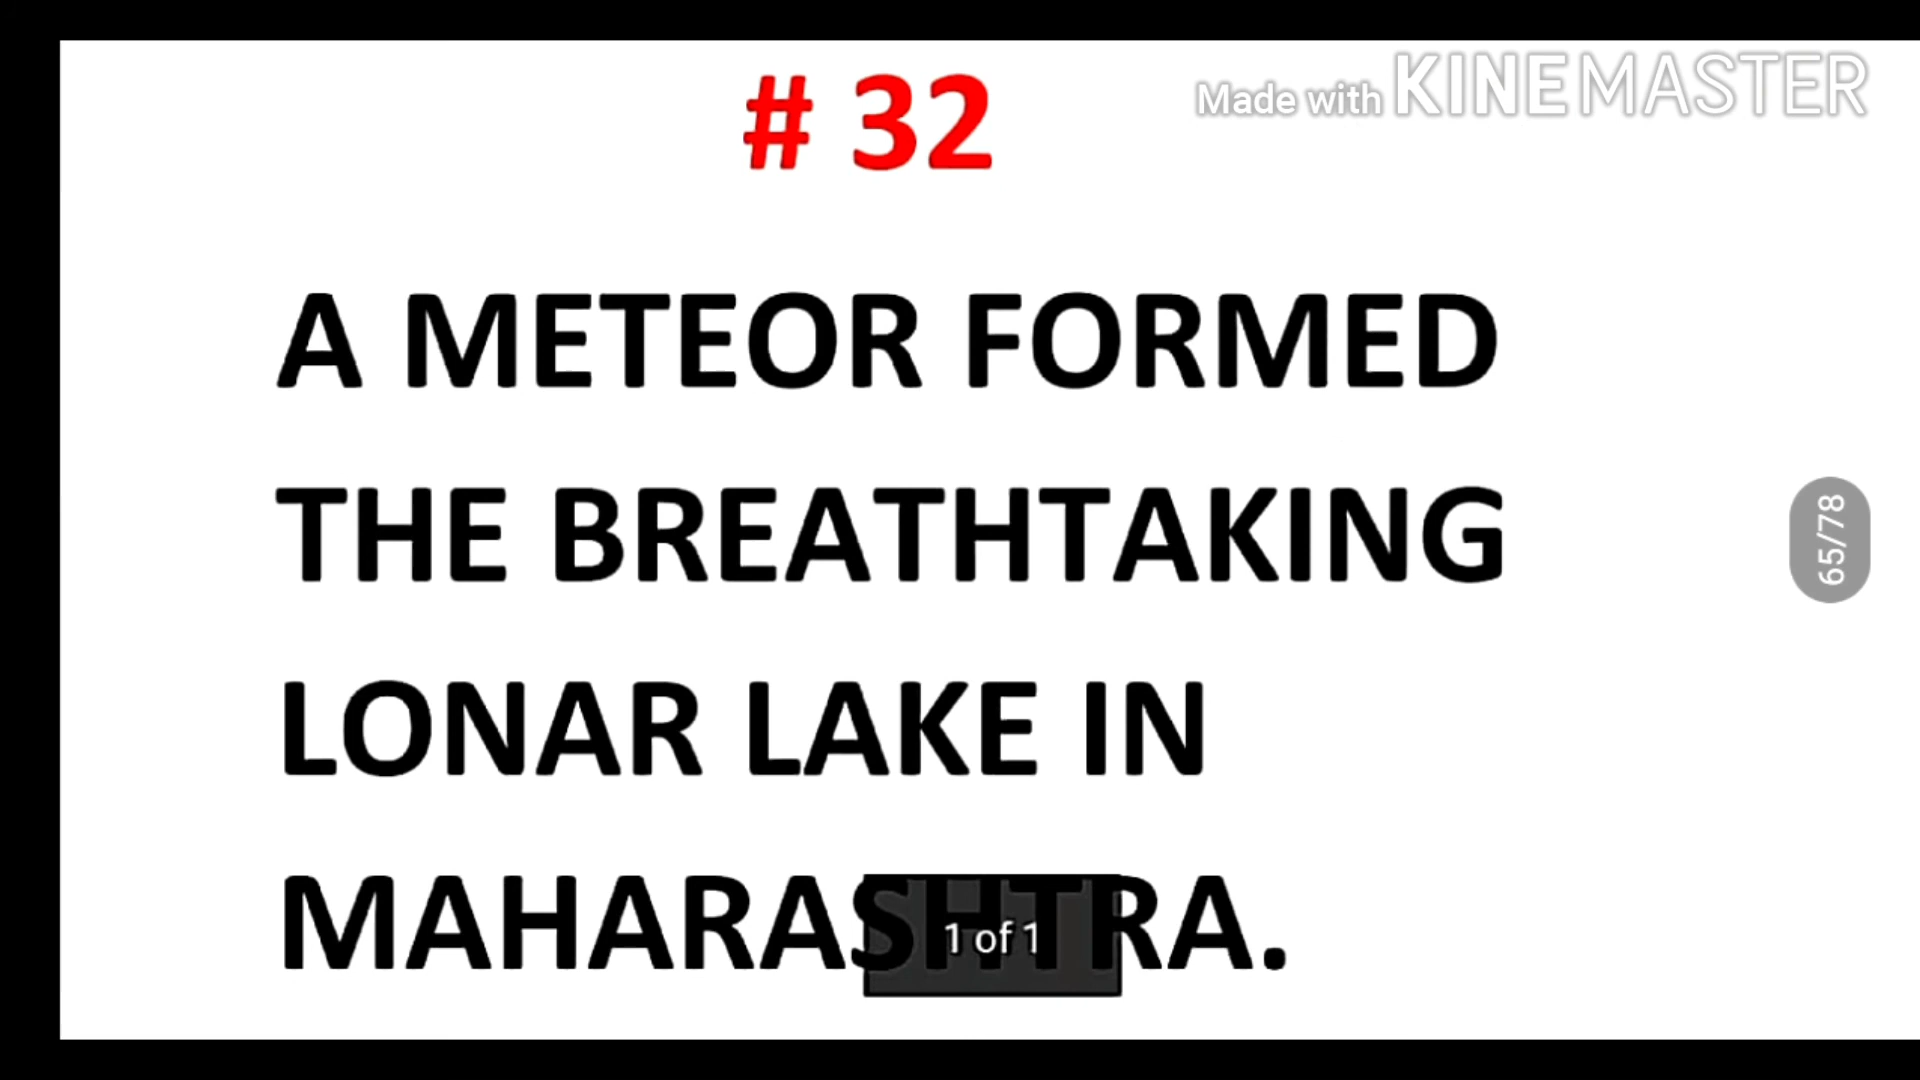 # 32
Made with KINEMASTER
A METEOR FORMED
THE BREATHTAKING
65/78
LONAR LAKE IN
MAHARASHTRA.
1 of 1